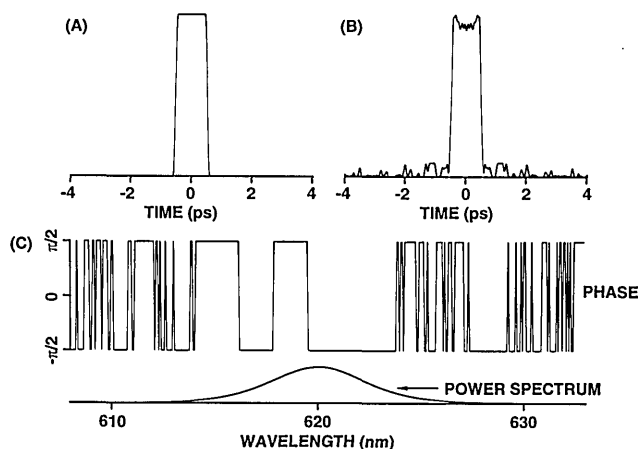 (A)
(B)
-4 -2 0 2 4
TIME (ps)
-4 -2 0 2 4
TIME (ps)
(C)
π/2
0
-π/2
PHASE
POWER SPECTRUM
610 620 630
WAVELENGTH (nm)